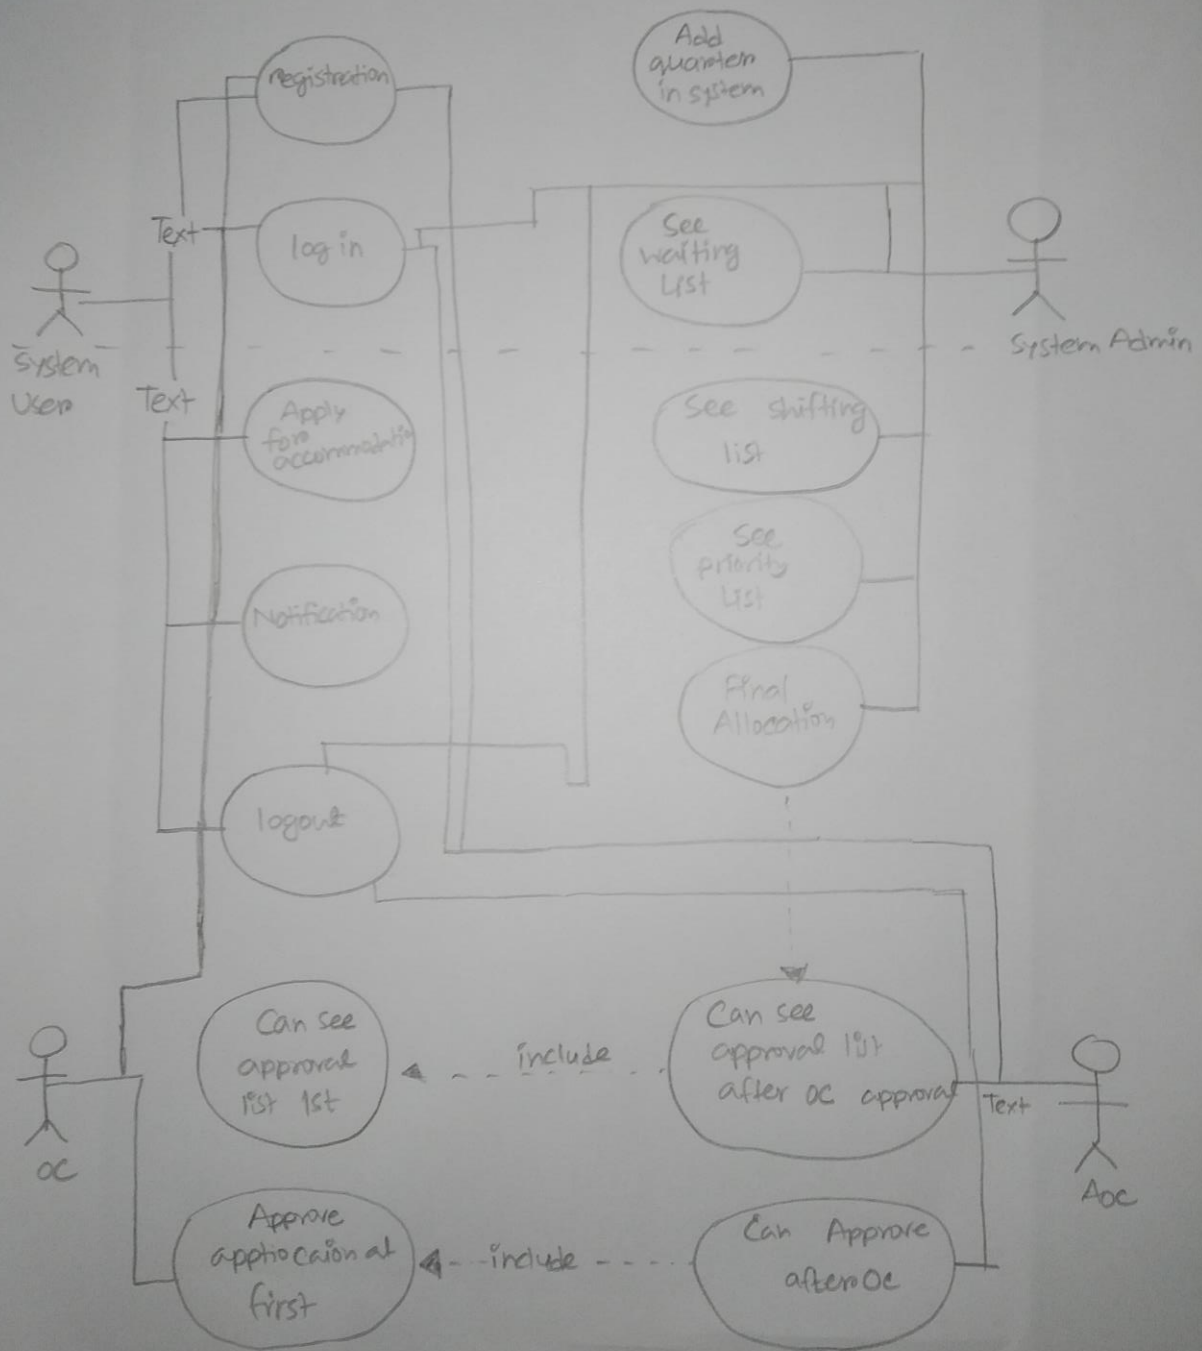 registration
Add
quarter
in system
Text
log in
See
waiting
List
System
User
System Admin
Text
Apply
for
accommodation
See shifting
list
See
priority
List
Notification
Final
Allocation
logout
Can see
approval
list 1st
include
Can see
approval list
after OC approval
Text
OC
AOC
Approve
apptiocaion at
first
include
Can Approve
after OC